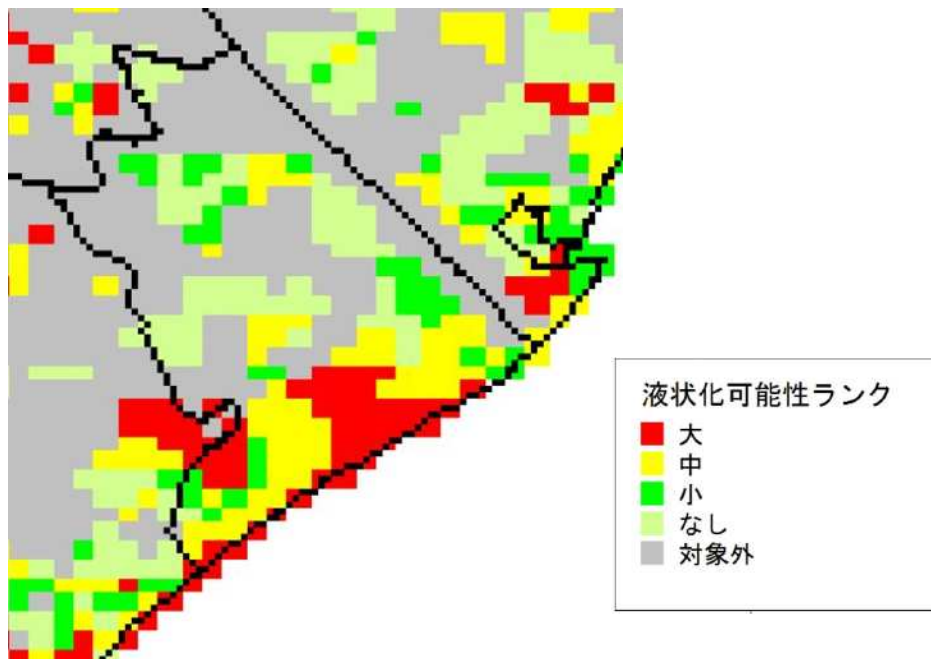 液状化可能性ランク
大
中
小
なし
対象外